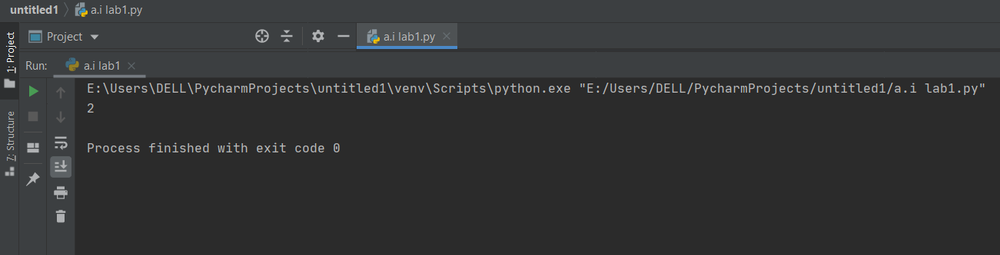 untitled1 a.i lab1.py
1: Project
Project a.i lab1.py
Run: a.i lab1
E:\Users\DELL\PycharmProjects\untitled1\venv\Scripts\python.exe "E:/Users/DELL/PycharmProjects/untitled1/a.i lab1.py"
2
7: Structure
Process finished with exit code 0